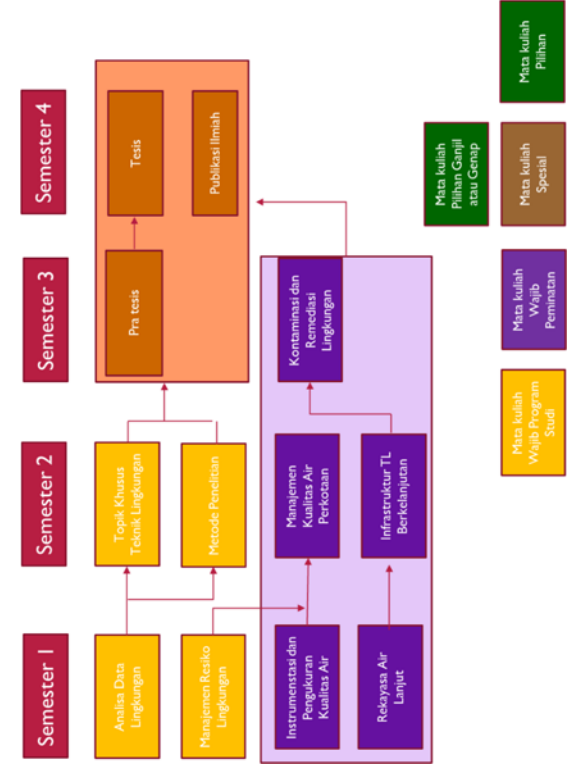 Semester 1
Semester 2
Semester 3
Semester 4
Analisa Data
Lingkungan
Topik Khusus
Teknik Lingkungan
Pra tesis
Tesis
Manajemen Resiko
Lingkungan
Metode Penelitian
Publikasi Ilmiah
Instrumenstasi dan
Pengukuran
Kualitas Air
Manajemen
Kualitas Air
Perkotaan
Kontaminasi dan
Remediasi
Lingkungan
Rekayasa Air
Lanjut
Infrastruktur TL
Berkelanjutan
Mata kuliah
Pilihan Ganjil
atau Genap
Mata kuliah
Wajib Program
Studi
Mata kuliah
Wajib
Peminatan
Mata kuliah
Spesial
Mata kuliah
Pilihan